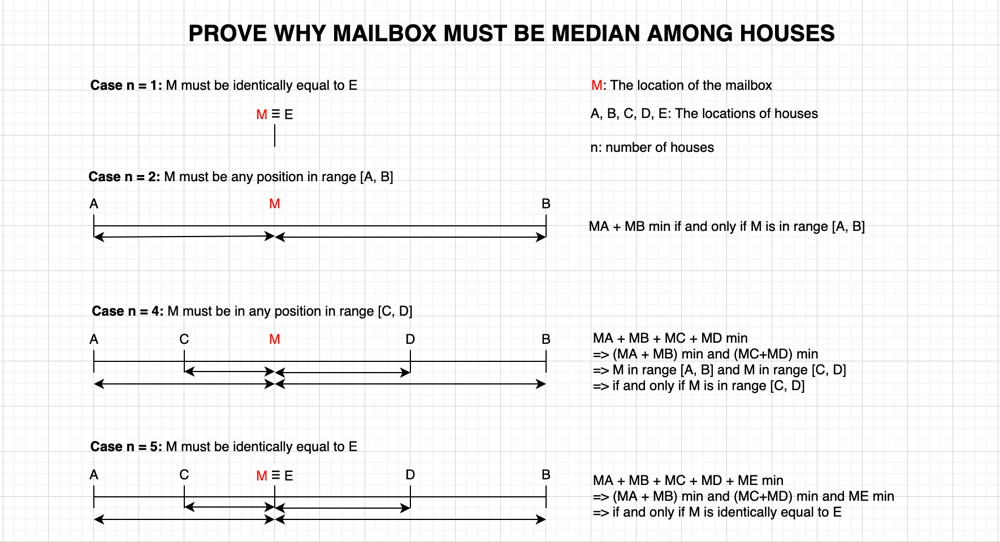 PROVE WHY MAILBOX MUST BE MEDIAN AMONG HOUSES
Case n = 1: M must be identically equal to E
M ≡ E
M: The location of the mailbox
A, B, C, D, E: The locations of houses
n: number of houses
Case n = 2: M must be any position in range [A, B]
A M B
MA + MB min if and only if M is in range [A, B]
Case n = 4: M must be in any position in range [C, D]
A C M D B
MA + MB + MC + MD min
=> (MA + MB) min and (MC+MD) min
=> M in range [A, B] and M in range [C, D]
=> if and only if M is in range [C, D]
Case n = 5: M must be identically equal to E
A C M ≡ E D B
MA + MB + MC + MD + ME min
=> (MA + MB) min and (MC+MD) min and ME min
=> if and only if M is identically equal to E